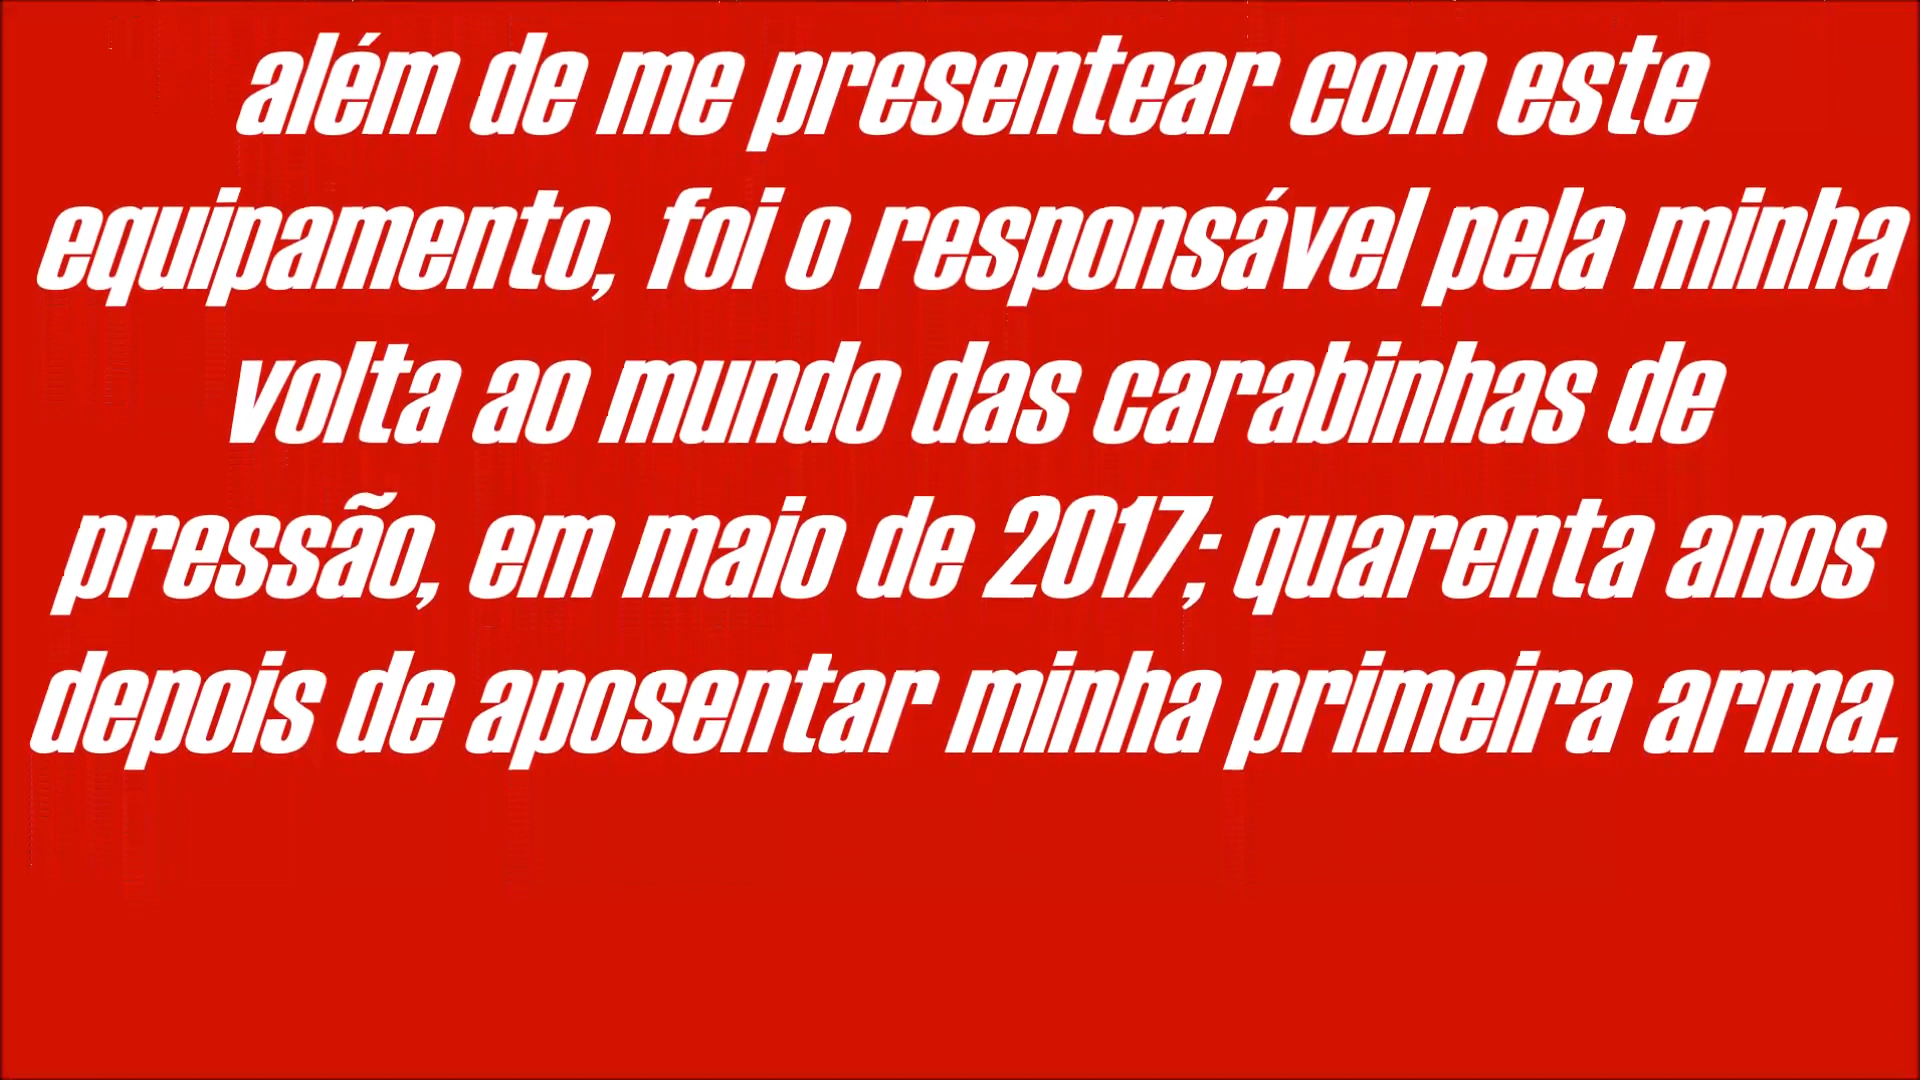 além de me presentear com este
equipamento, foi o responsável pela minha
volta ao mundo das carabinhas de
pressão, em maio de 2017; quarenta anos
depois de aposentar minha primeira arma.